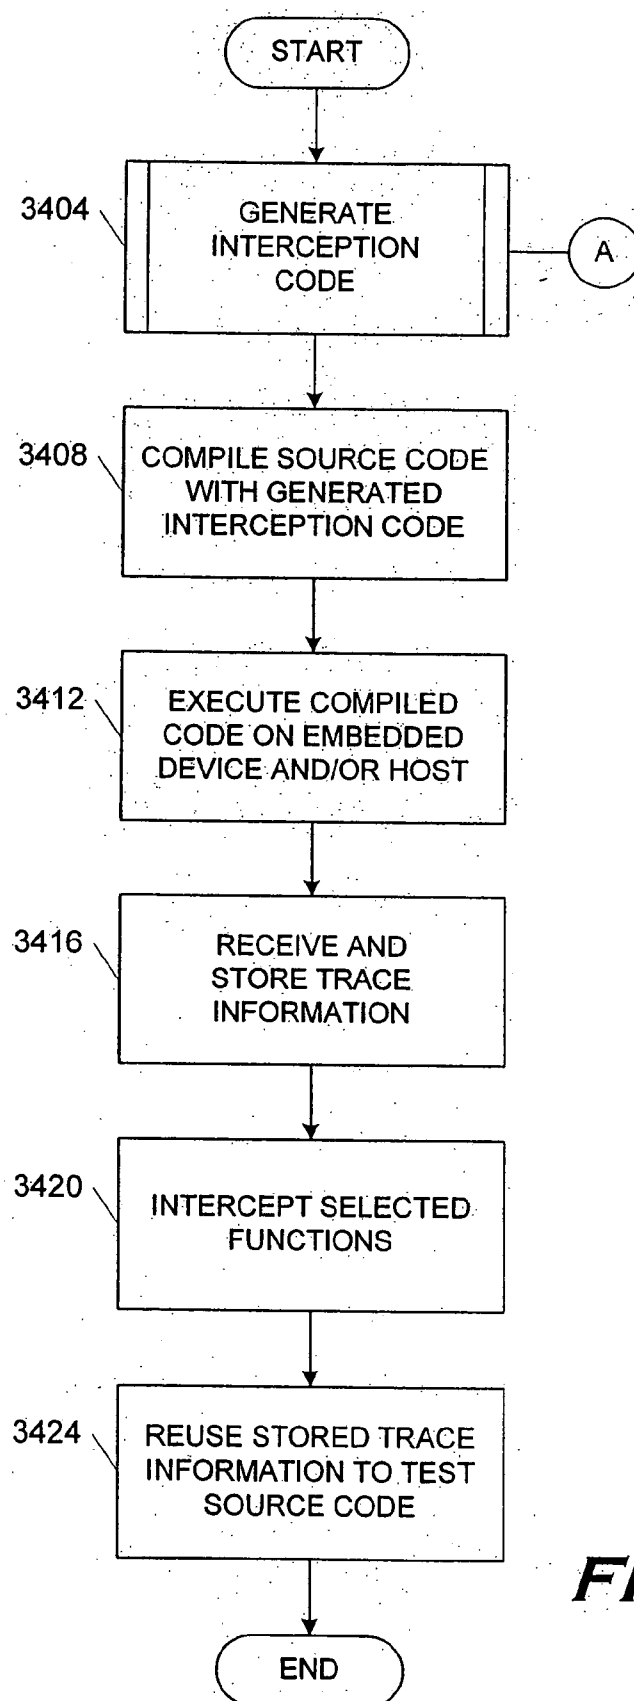 START
3404
GENERATE
INTERCEPTION
CODE
A
3408
COMPILE SOURCE CODE
WITH GENERATED
INTERCEPTION CODE
3412
EXECUTE COMPILED
CODE ON EMBEDDED
DEVICE AND/OR HOST
3416
RECEIVE AND
STORE TRACE
INFORMATION
3420
INTERCEPT SELECTED
FUNCTIONS
3424
REUSE STORED TRACE
INFORMATION TO TEST
SOURCE CODE
END